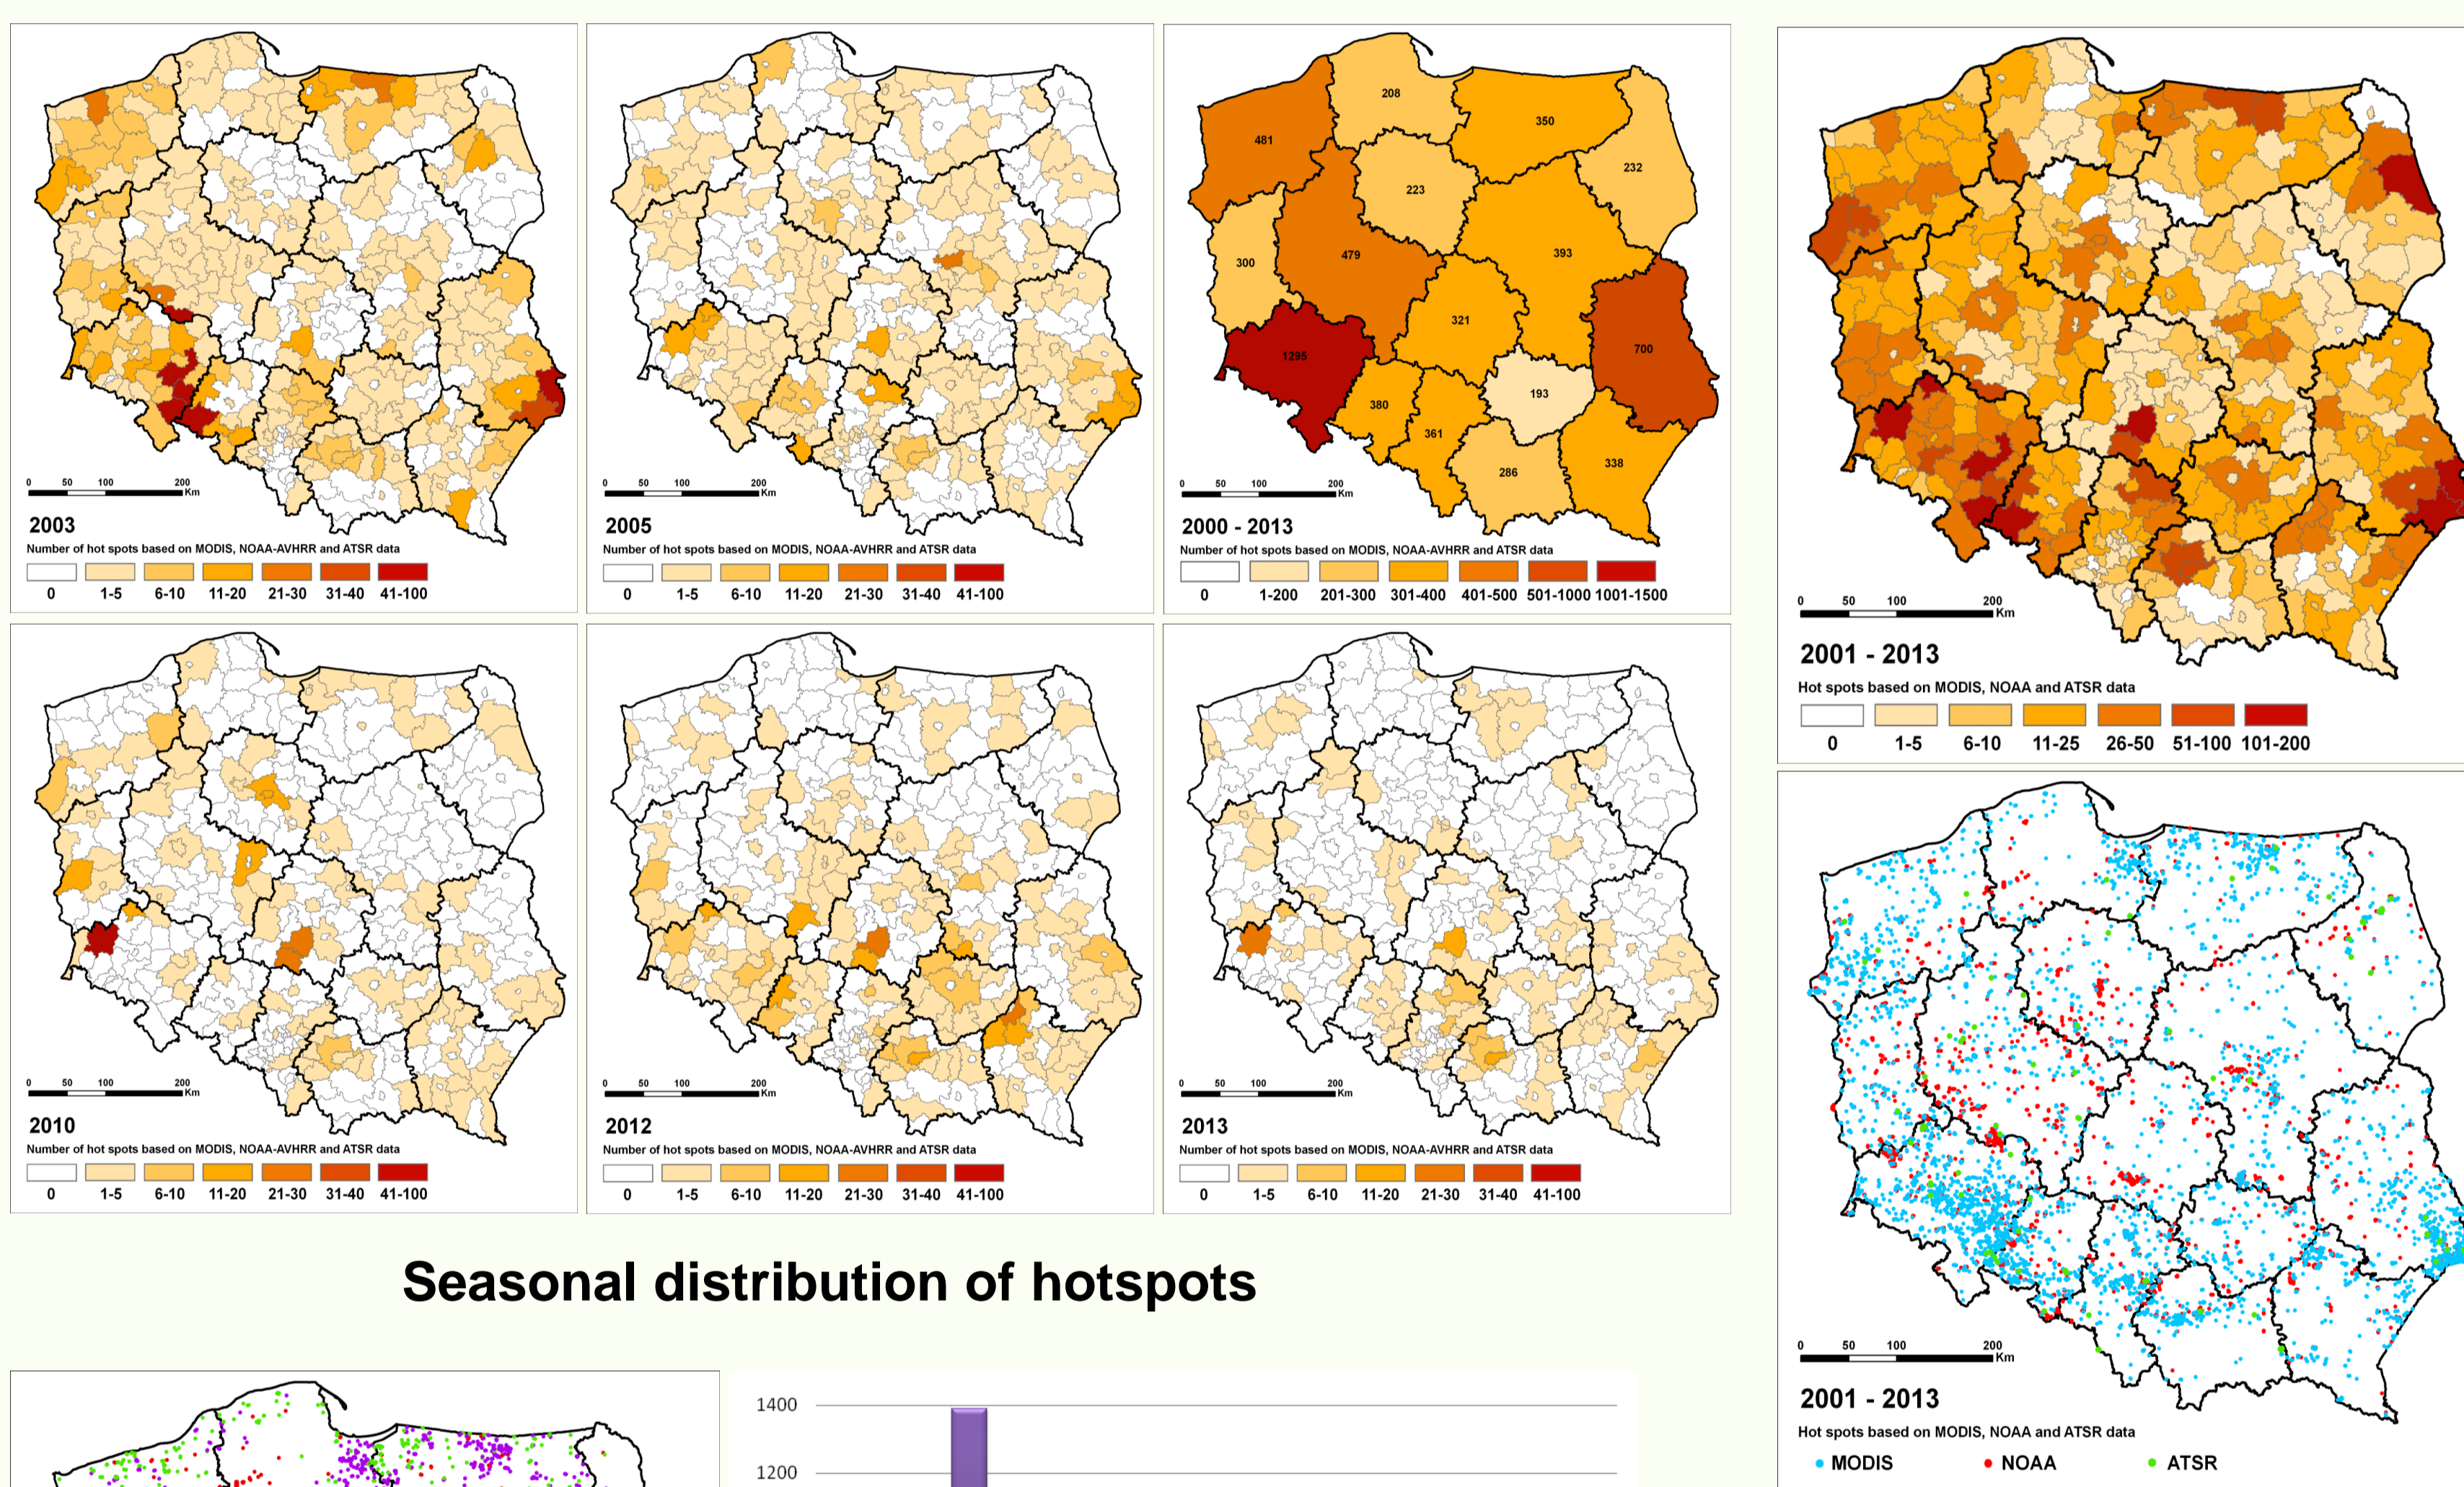 0 50 100 200 Km
2003
Number of hot spots based on MODIS, NOAA-AVHRR and ATSR data
0 1-5 6-10 11-20 21-30 31-40 41-100
0 50 100 200 Km
2005
Number of hot spots based on MODIS, NOAA-AVHRR and ATSR data
0 1-5 6-10 11-20 21-30 31-40 41-100
208
350
481
232
223
300
479
393
321
700
1295
193
380
361
338
286
0 50 100 200 Km
2000 - 2013
Number of hot spots based on MODIS, NOAA-AVHRR and ATSR data
0 1-200 201-300 301-400 401-500 501-1000 1001-1500
0 50 100 200 Km
2001 - 2013
Hot spots based on MODIS, NOAA and ATSR data
0 1-5 6-10 11-25 26-50 51-100 101-200
0 50 100 200 Km
2010
Number of hot spots based on MODIS, NOAA-AVHRR and ATSR data
0 1-5 6-10 11-20 21-30 31-40 41-100
0 50 100 200 Km
2012
Number of hot spots based on MODIS, NOAA-AVHRR and ATSR data
0 1-5 6-10 11-20 21-30 31-40 41-100
0 50 100 200 Km
2013
Number of hot spots based on MODIS, NOAA-AVHRR and ATSR data
0 1-5 6-10 11-20 21-30 31-40 41-100
0 50 100 200 Km
2001 - 2013
Hot spots based on MODIS, NOAA and ATSR data
MODIS NOAA ATSR
Seasonal distribution of hotspots
1400
1200